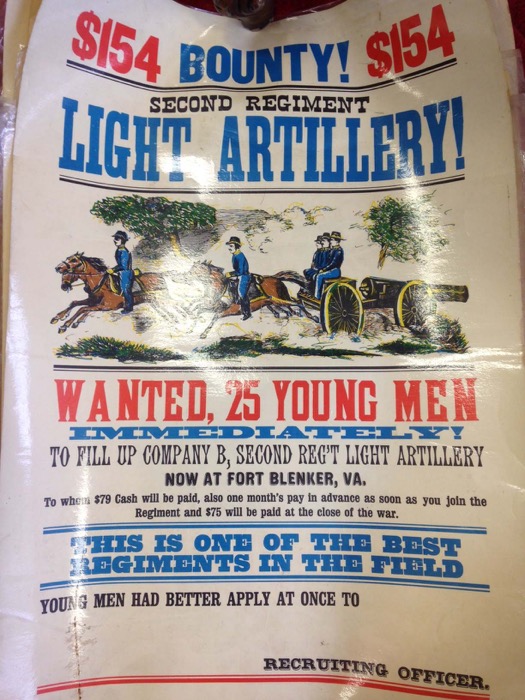 $154 BOUNTY! $154
SECOND REGIMENT
LIGHT ARTILLERY!
WANTED, 25 YOUNG MEN
IMMEDIATELY!
TO FILL UP COMPANY B, SECOND REG'T LIGHT ARTILLERY
NOW AT FORT BLENKER, VA.
To whom $79 Cash will be paid, also one month's pay in advance as soon as you join the
Regiment and $75 will be paid at the close of the war.
THIS IS ONE OF THE BEST
REGIMENTS IN THE FIELD
YOUNG MEN HAD BETTER APPLY AT ONCE TO
RECRUITING OFFICER.